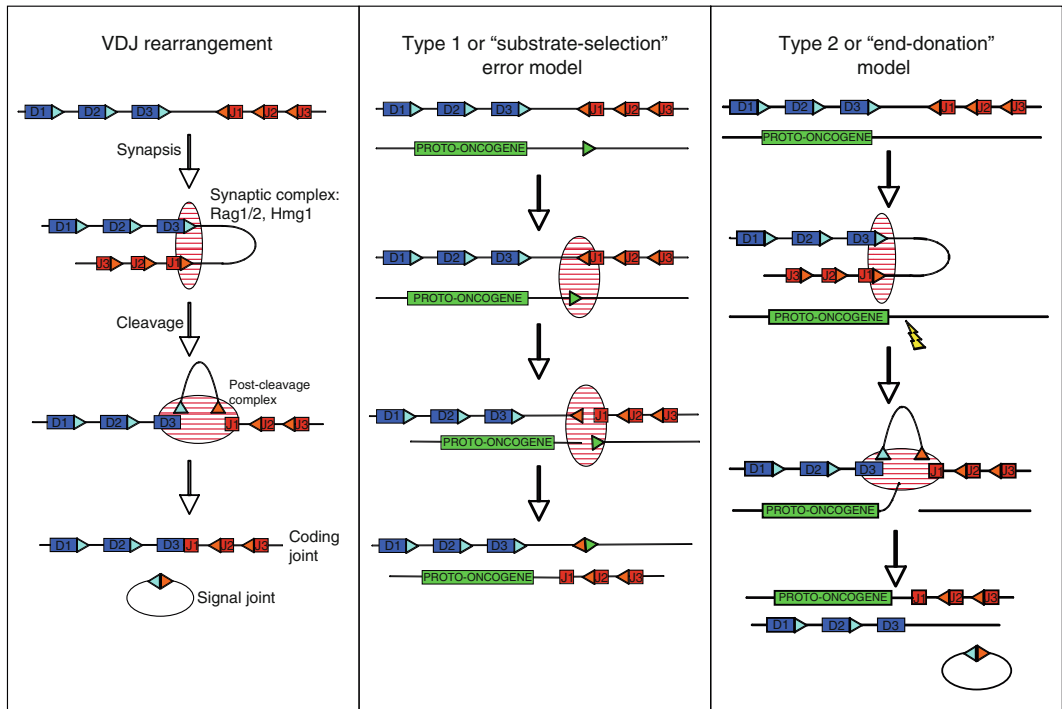 VDJ rearrangement
D1 D2 D3 J1 J2 J3
Synapsis
Synaptic complex:
Rag1/2, Hmg1
D1 D2 D3
J3 J2 J1
Cleavage
Post-cleavage
complex
D1 D2 D3 J1 J2 J3
D1 D2 D3 J1 J2 J3
Coding
joint
Signal joint
Type 1 or “substrate-selection”
error model
D1 D2 D3 J1 J2 J3
PROTO-ONCOGENE
D1 D2 D3 J1 J2 J3
PROTO-ONCOGENE
D1 D2 D3 J1 J2 J3
PROTO-ONCOGENE
D1 D2 D3
PROTO-ONCOGENE J1 J2 J3
Type 2 or “end-donation”
model
D1 D2 D3 J1 J2 J3
PROTO-ONCOGENE
D1 D2 D3
J3 J2 J1
PROTO-ONCOGENE
D1 D2 D3 J1 J2 J3
PROTO-ONCOGENE
PROTO-ONCOGENE J1 J2 J3
D1 D2 D3